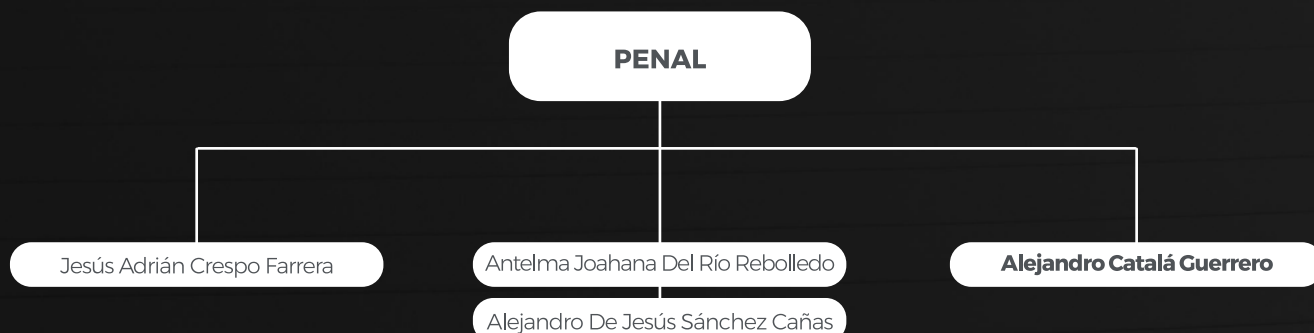 PENAL
Jesús Adrián Crespo Farrera
Antelma Joahana Del Río Rebolledo
Alejandro Catalá Guerrero
Alejandro De Jesús Sánchez Cañas